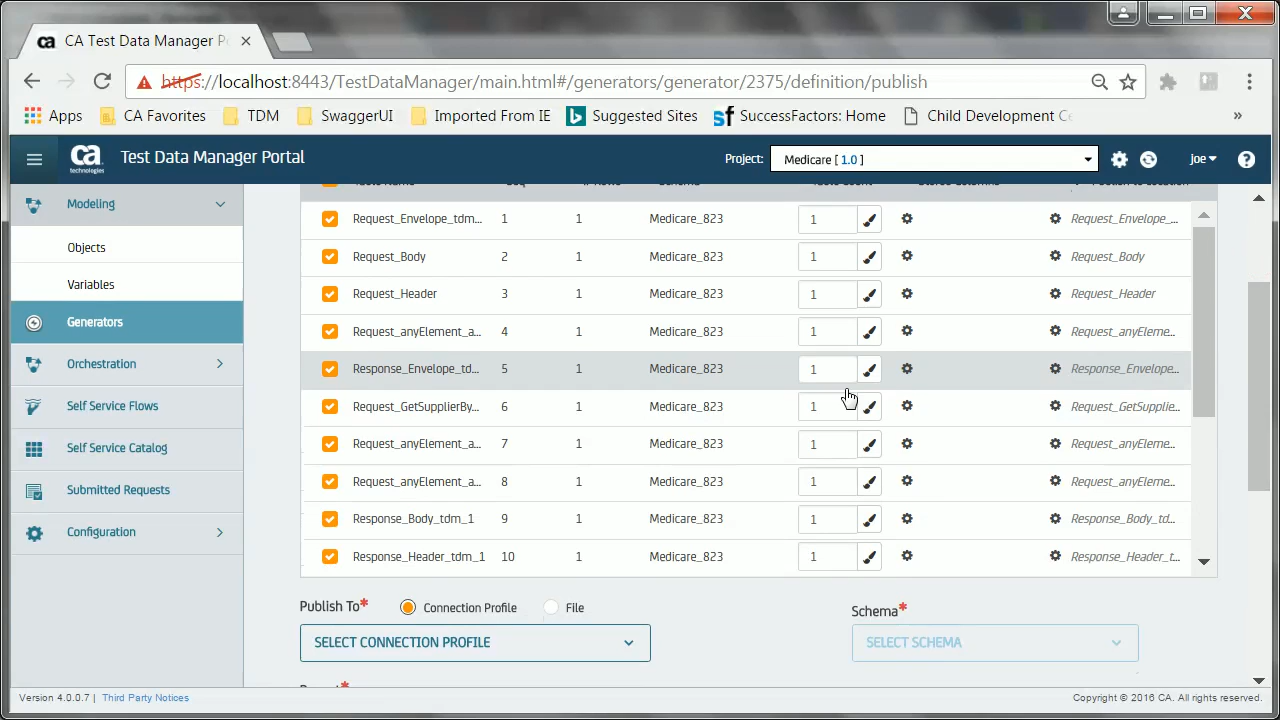 CA Test Data Manager P
https://localhost:8443/TestDataManager/main.html#/generators/generator/2375/definition/publish
Apps CA Favorites TDM SwaggerUI Imported From IE Suggested Sites SuccessFactors: Home Child Development C »
ca technologies Test Data Manager Portal Project: Medicare [ 1.0 ] joe ?
Modeling
Objects
Variables
Generators
Orchestration
Self Service Flows
Self Service Catalog
Submitted Requests
Configuration
Request_Envelope_tdm... 1 1 Medicare_823 1 Request_Envelope_...
Request_Body 2 1 Medicare_823 1 Request_Body
Request_Header 3 1 Medicare_823 1 Request_Header
Request_anyElement_a... 4 1 Medicare_823 1 Request_anyEleme...
Response_Envelope_td... 5 1 Medicare_823 1 Response_Envelope...
Request_GetSupplierBy... 6 1 Medicare_823 1 Request_GetSupplie...
Request_anyElement_a... 7 1 Medicare_823 1 Request_anyEleme...
Request_anyElement_a... 8 1 Medicare_823 1 Request_anyEleme...
Response_Body_tdm_1 9 1 Medicare_823 1 Response_Body_td...
Response_Header_tdm_1 10 1 Medicare_823 1 Response_Header_t...
Publish To* Connection Profile File Schema*
SELECT CONNECTION PROFILE SELECT SCHEMA
Version 4.0.0.7 | Third Party Notices Copyright © 2016 CA. All rights reserved.